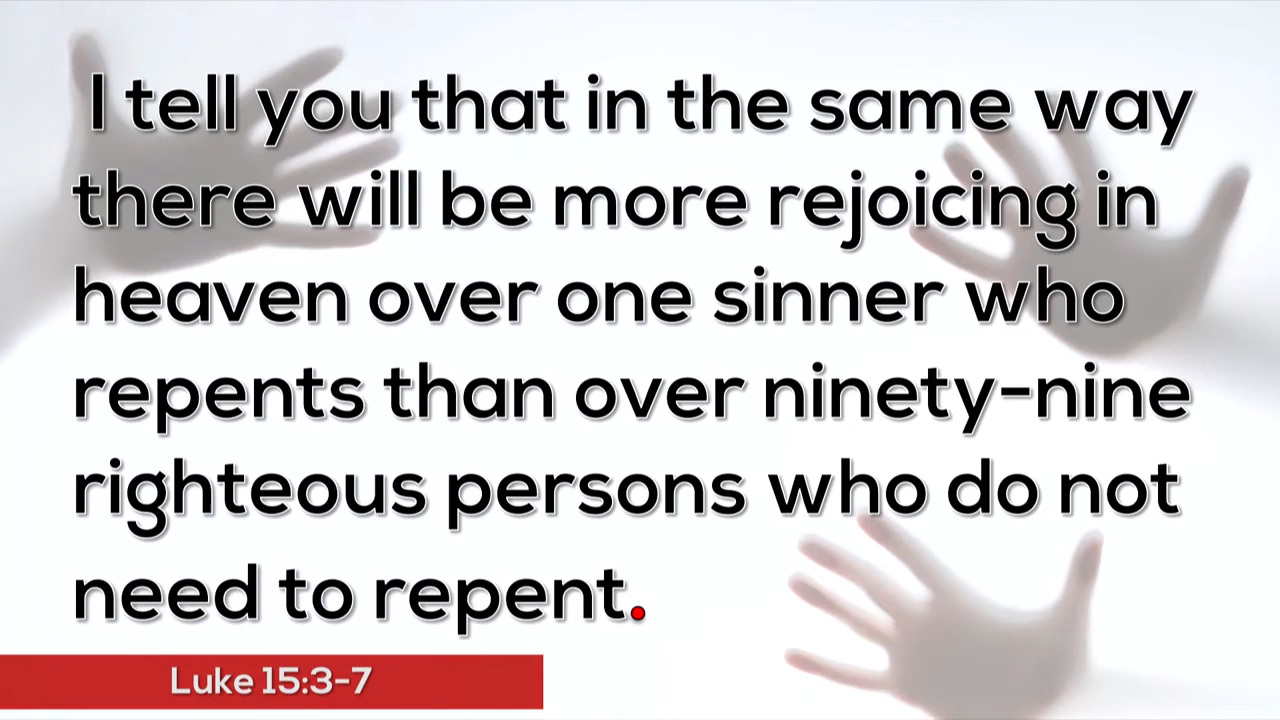 I tell you that in the same way
there will be more rejoicing in
heaven over one sinner who
repents than over ninety-nine
righteous persons who do not
need to repent.
Luke 15:3-7